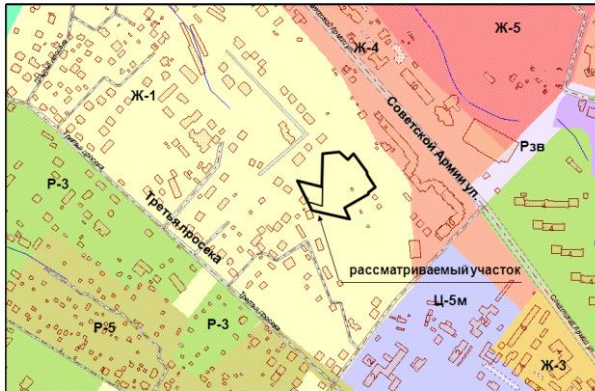 Ж-5
Ж-4
Ж-1
Советской Армии ул.
Рзв
Р-3
Третья просека
рассматриваемый участок
Ц-5м
Р-5
Р-3
Ж-3